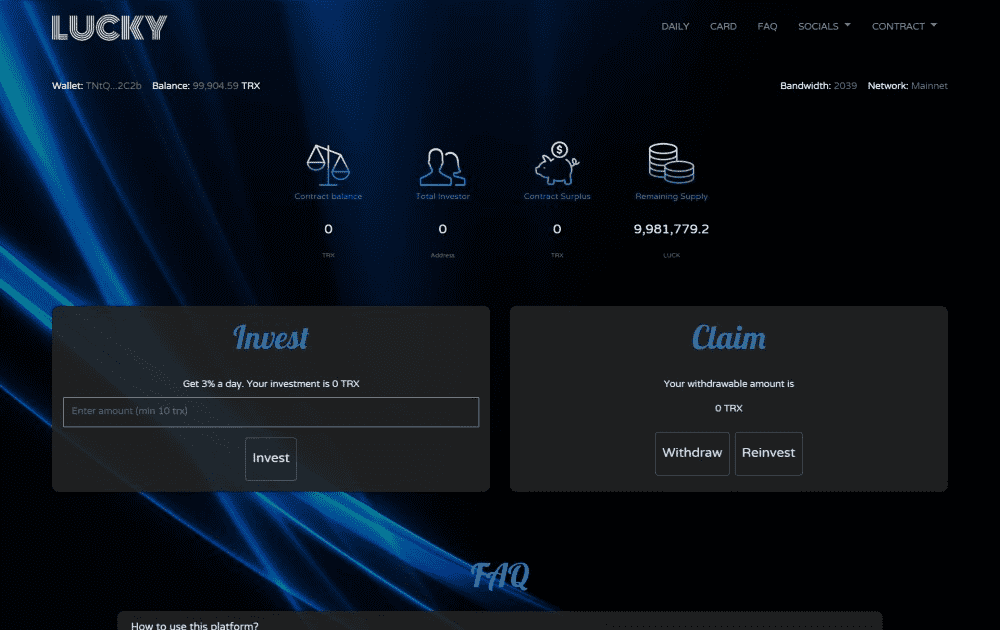 LUCKY
DAILY CARD FAQ SOCIALS CONTRACT
Wallet: TNtQ...2C2b Balance: 99,904.59 TRX
Bandwidth: 2039 Network: Mainnet
$
Contract balance
Total Investor
Contract Surplus
Remaining Supply
0
0
0
9,981,779.2
TRX
Address
TRX
LUCK
Invest
Get 3% a day. Your investment is 0 TRX
Enter amount (min 10 trx)
Invest
Claim
Your withdrawable amount is
0 TRX
Withdraw Reinvest
FAQ
How to use this platform?